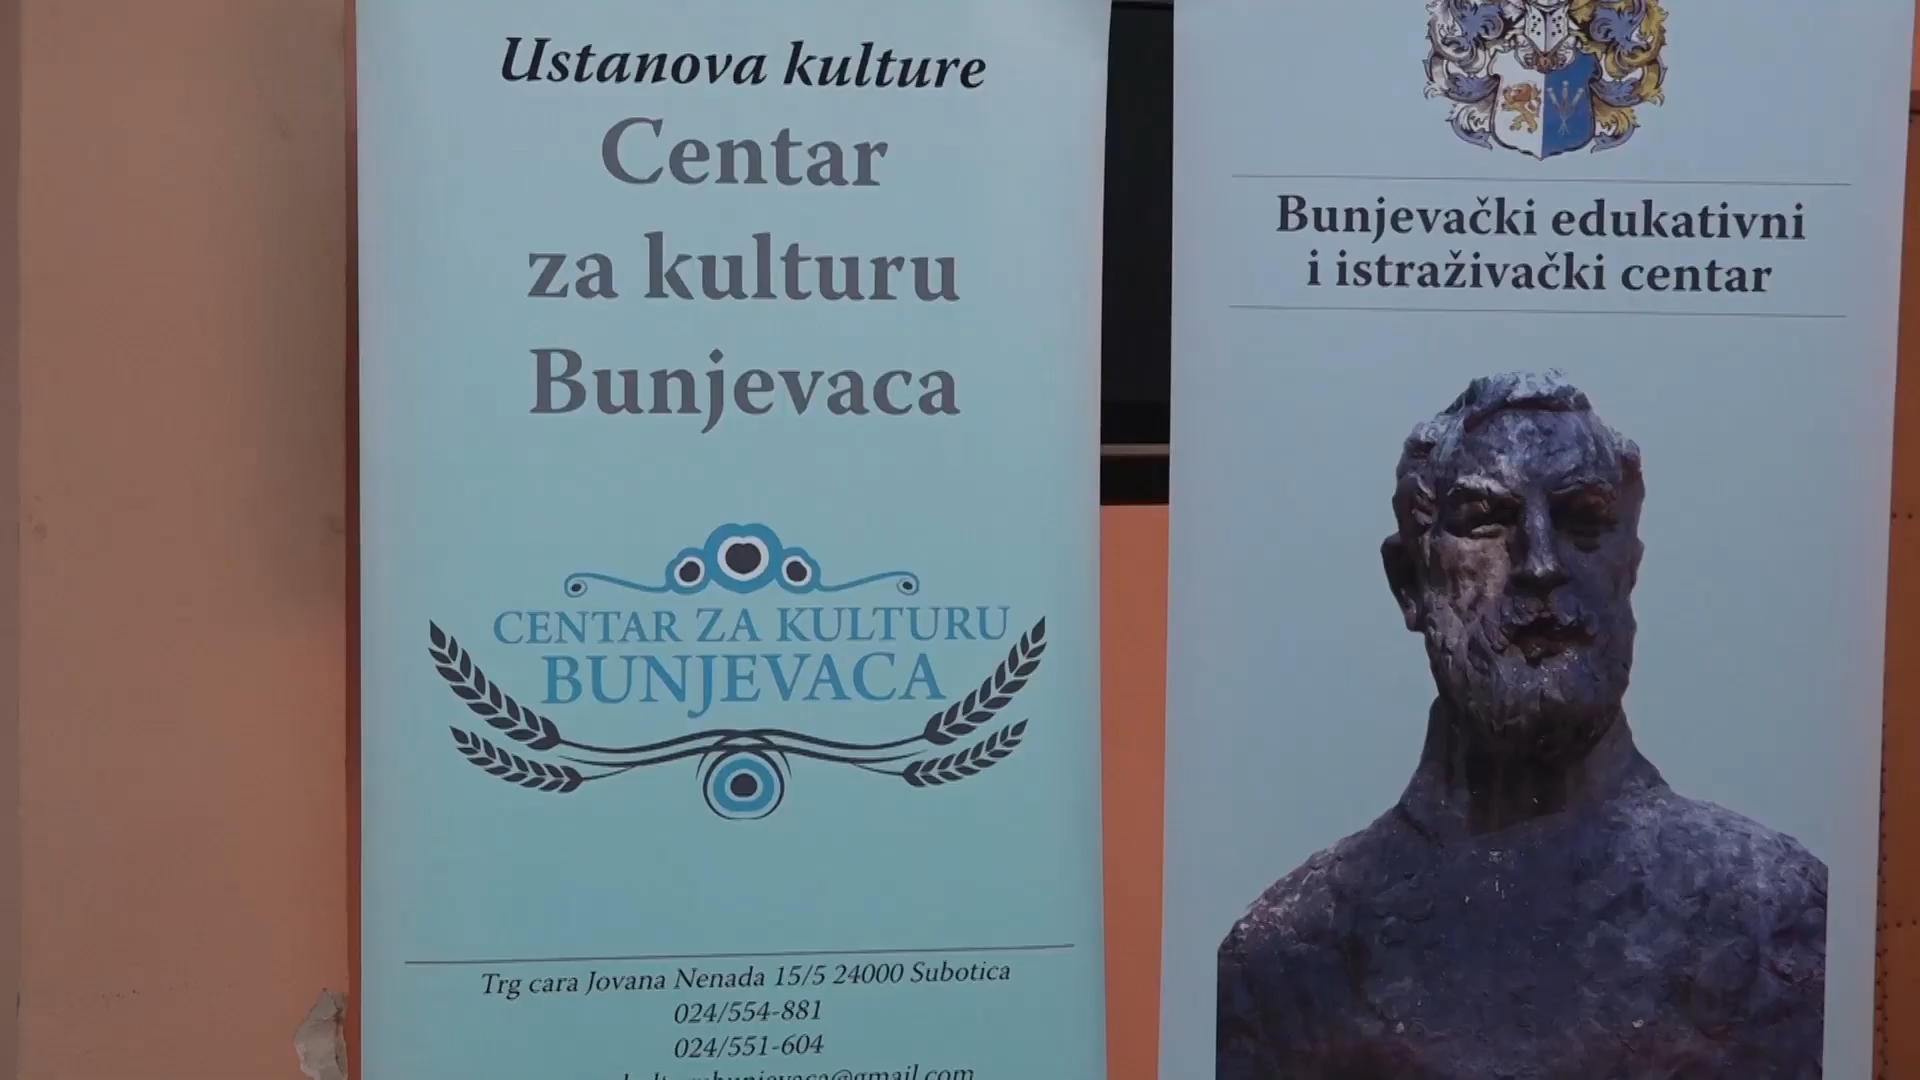 Ustanova kulture
Centar
za kulturu
Bunjevaca
CENTAR ZA KULTURU
BUNJEVACA
Trg cara Jovana Nenada 15/5 24000 Subotica
024/554-881
024/551-604
Bunjevački edukativni
i istraživački centar